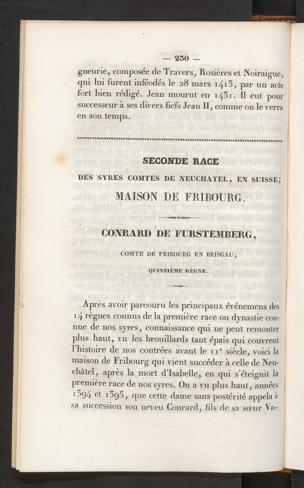 — 230 —
gneurie, composée de Travers, Rosières et Noiraigue,
qui lui furent inféodés le 28 mars 1413, par un acte
fort bien rédigé. Jean mourut en 1431. Il eut pour
successeur à ses divers fiefs Jean II, comme on le verra
en son temps.
SECONDE RACE
DES SYRES COMTES DE NEUCHATEL, EN SUISSE;
MAISON DE FRIBOURG.
CONRARD DE FURSTEMBERG,
COMTE DE FRIBOURG EN BRISGAU,
QUINZIÈME RÈGNE.
Après avoir parcouru les principaux événemens des
14 règnes connus de la première race ou dynastie con-
nue de nos syres, connaissance qui ne peut remonter
plus haut, vu les brouillards tant épais qui couvrent
l'histoire de nos contrées avant le 11e siècle, voici la
maison de Fribourg qui vient succéder à celle de Neu-
châtel, après la mort d'Isabelle, en qui s'éteignit la
première race de nos syres. On a vu plus haut, années
1394 et 1395, que cette dame sans postérité appela à
sa succession son neveu Conrard, fils de sa sœur Va-